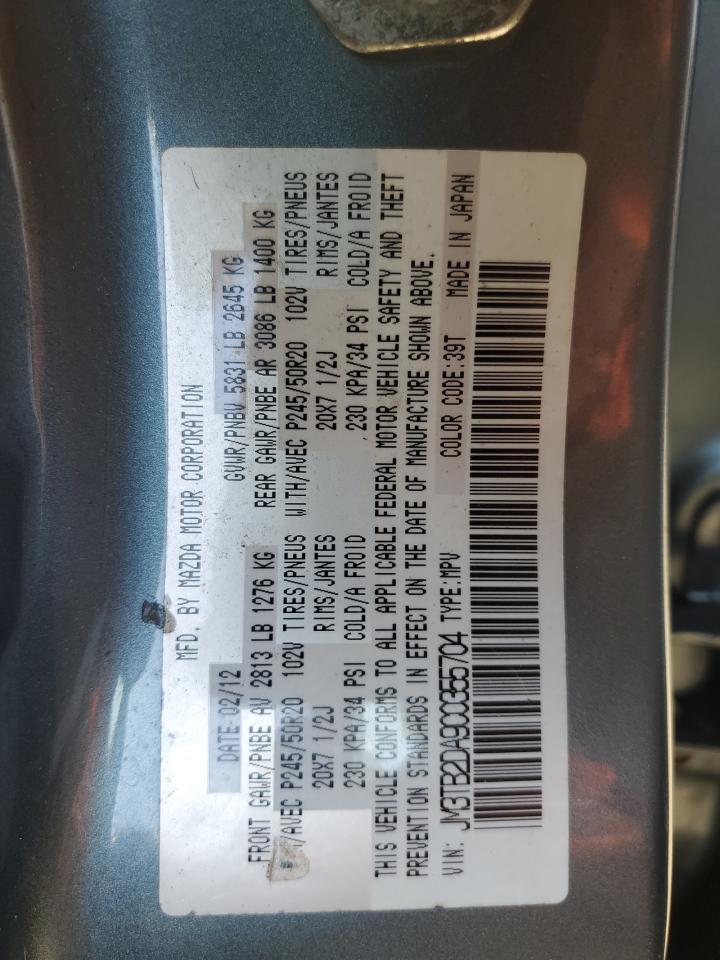 MFD. BY MAZDA MOTOR CORPORATION
DATE:02/12 GVWR/PNBV 5831 LB 2645 KG
FRONT GAWR/PNBE AV 2813 LB 1276 KG REAR GAWR/PNBE AR 3086 LB 1400 KG
/AVEC P245/50R20 102V TIRES/PNEUS WITH/AVEC P245/50R20 102V TIRES/PNEUS
20X7 1/2J RIMS/JANTES 20X7 1/2J RIMS/JANTES
230 KPA/34 PSI COLD/A FROID 230 KPA/34 PSI COLD/A FROID
THIS VEHICLE CONFORMS TO ALL APPLICABLE FEDERAL MOTOR VEHICLE SAFETY AND THEFT
PREVENTION STANDARDS IN EFFECT ON THE DATE OF MANUFACTURE SHOWN ABOVE.
VIN: JM3TB2DA9C0355704 TYPE:MPV COLOR CODE:39T MADE IN JAPAN